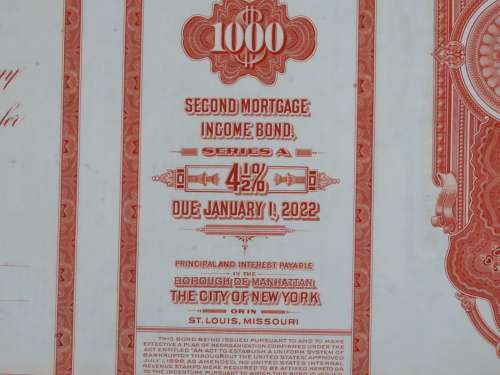 $1000
SECOND MORTGAGE
INCOME BOND,
SERIES A
4½%
DUE JANUARY 1, 2022
PRINCIPAL AND INTEREST PAYABLE
IN THE
BOROUGH OF MANHATTAN
THE CITY OF NEW YORK
OR IN
ST. LOUIS, MISSOURI
THIS BOND BEING ISSUED PURSUANT TO AND TO MAKE
EFFECTIVE A PLAN OF REORGANIZATION CONFIRMED UNDER THE
ACT ENTITLED "AN ACT TO ESTABLISH A UNIFORM SYSTEM OF
BANKRUPTCY THROUGHOUT THE UNITED STATES," APPROVED
JULY 1, 1898, AS AMENDED, NO UNITED STATES INTERNAL
REVENUE STAMPS WERE REQUIRED TO BE AFFIXED HERETO OR